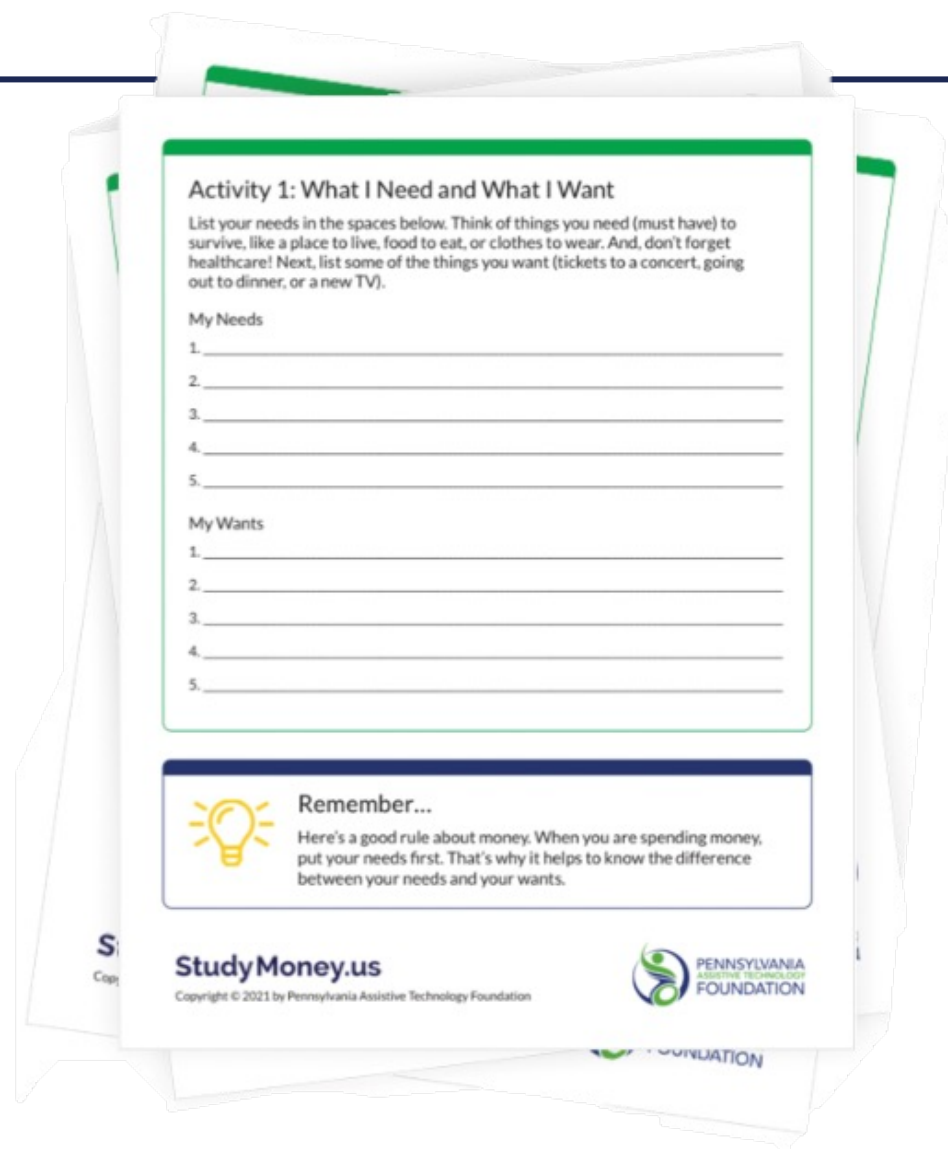 Activity 1: What I Need and What I Want
List your needs in the spaces below. Think of things you need (must have) to
survive, like a place to live, food to eat, or clothes to wear. And, don't forget
healthcare! Next, list some of the things you want (tickets to a concert, going
out to dinner, or a new TV).
My Needs
1.
2.
3.
4.
5.
My Wants
1.
2.
3.
4.
5.
Remember...
Here's a good rule about money. When you are spending money,
put your needs first. That's why it helps to know the difference
between your needs and your wants.
StudyMoney.us
Copyright © 2021 by Pennsylvania Assistive Technology Foundation
PENNSYLVANIA
ASSISTIVE TECHNOLOGY
FOUNDATION
FOUNDATION